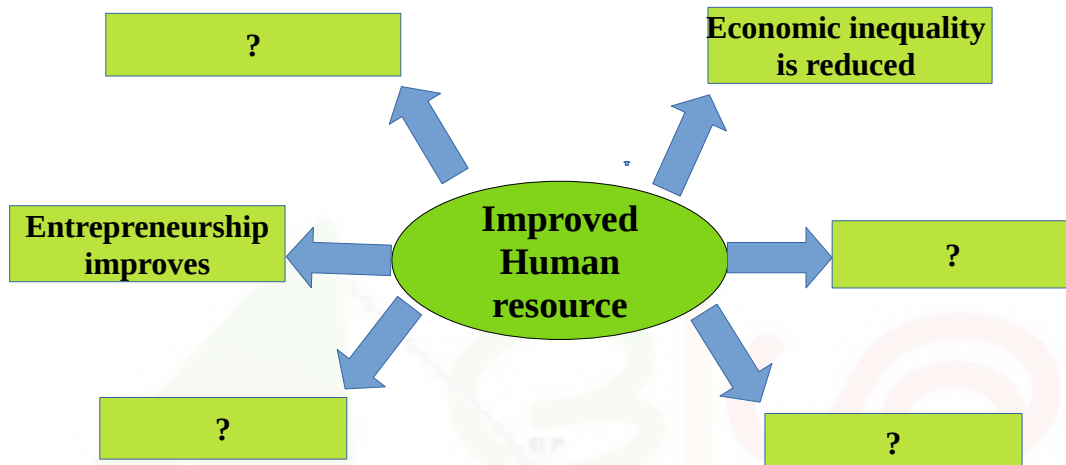 ?
Economic inequality
is reduced
Entrepreneurship
improves
Improved
Human
resource
?
?
?